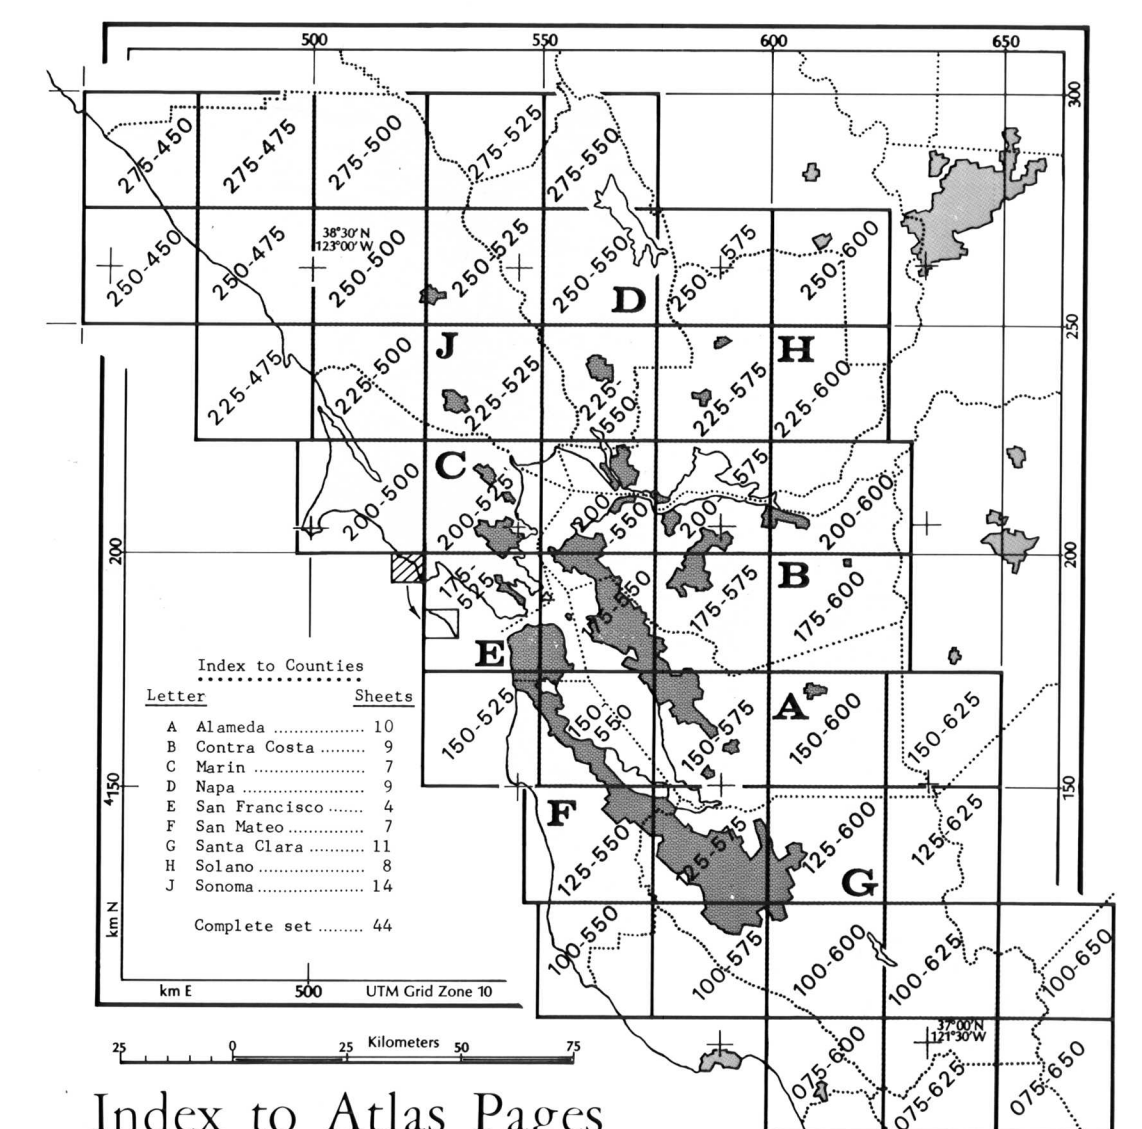 500 550 600 650
300
275-450 275-475 275-500 275-525 275-550
38°30'N
123°00'W
250-450 250-475 250-500 250-525 250-550 250-575 250-600
D
250
J H
225-475 225-500 225-525 225-
550 225-575 225-600
C
200-500 200-525 200
-550 200
575 200-600
200 200
B
175-
525 175-550 175-575 175-600
E
Index to Counties
Letter Sheets
A Alameda ................. 10
B Contra Costa ........ 9
C Marin .................... 7
D Napa ...................... 9
E San Francisco ...... 4
F San Mateo .............. 7
G Santa Clara .......... 11
H Solano ................... 8
J Sonoma ................... 14
Complete set ........ 44
A
150-525 150-
550 150-575 150-600 150-625
⁴150 150
F
125-550 125-575 125-600 125-625
G
km N
100-550 100-575 100-600 100-625 100-650
km E 500 UTM Grid Zone 10
37°00'N
121°30'W
25 0 25 Kilometers 50 75
075-600 075-625 075-650
Index to Atlas Pages